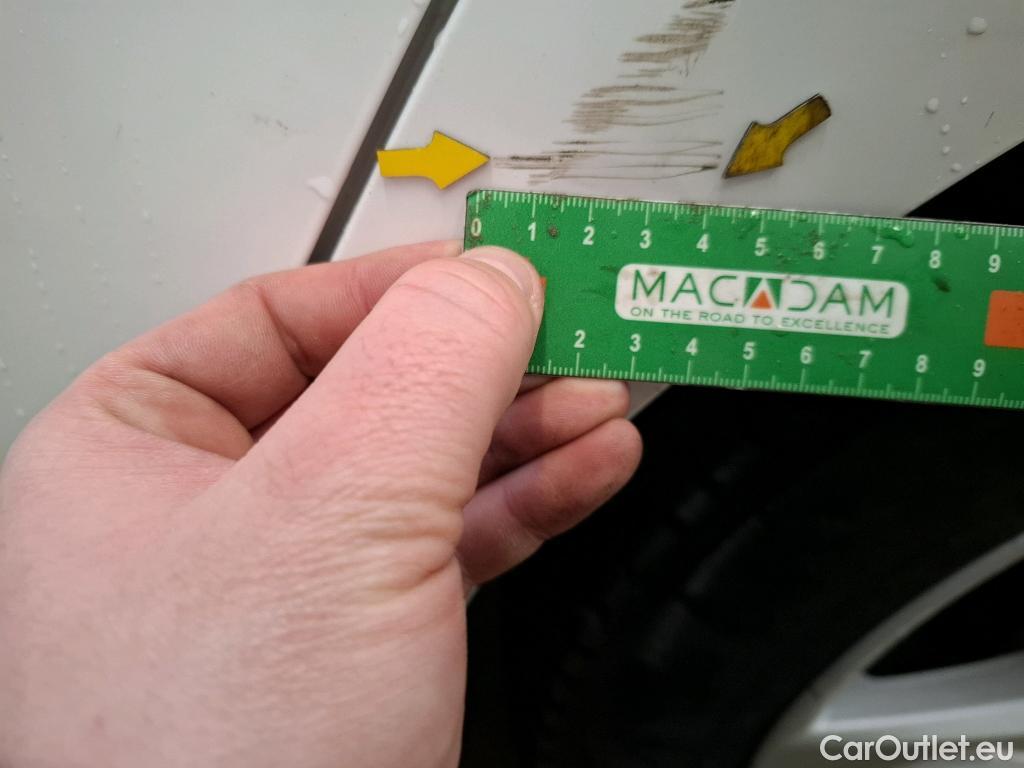 0 1 2 3 4 5 6 7 8 9
MACADAM
ON THE ROAD TO EXCELLENCE
2 3 4 5 6 7 8 9
CarOutlet.eu